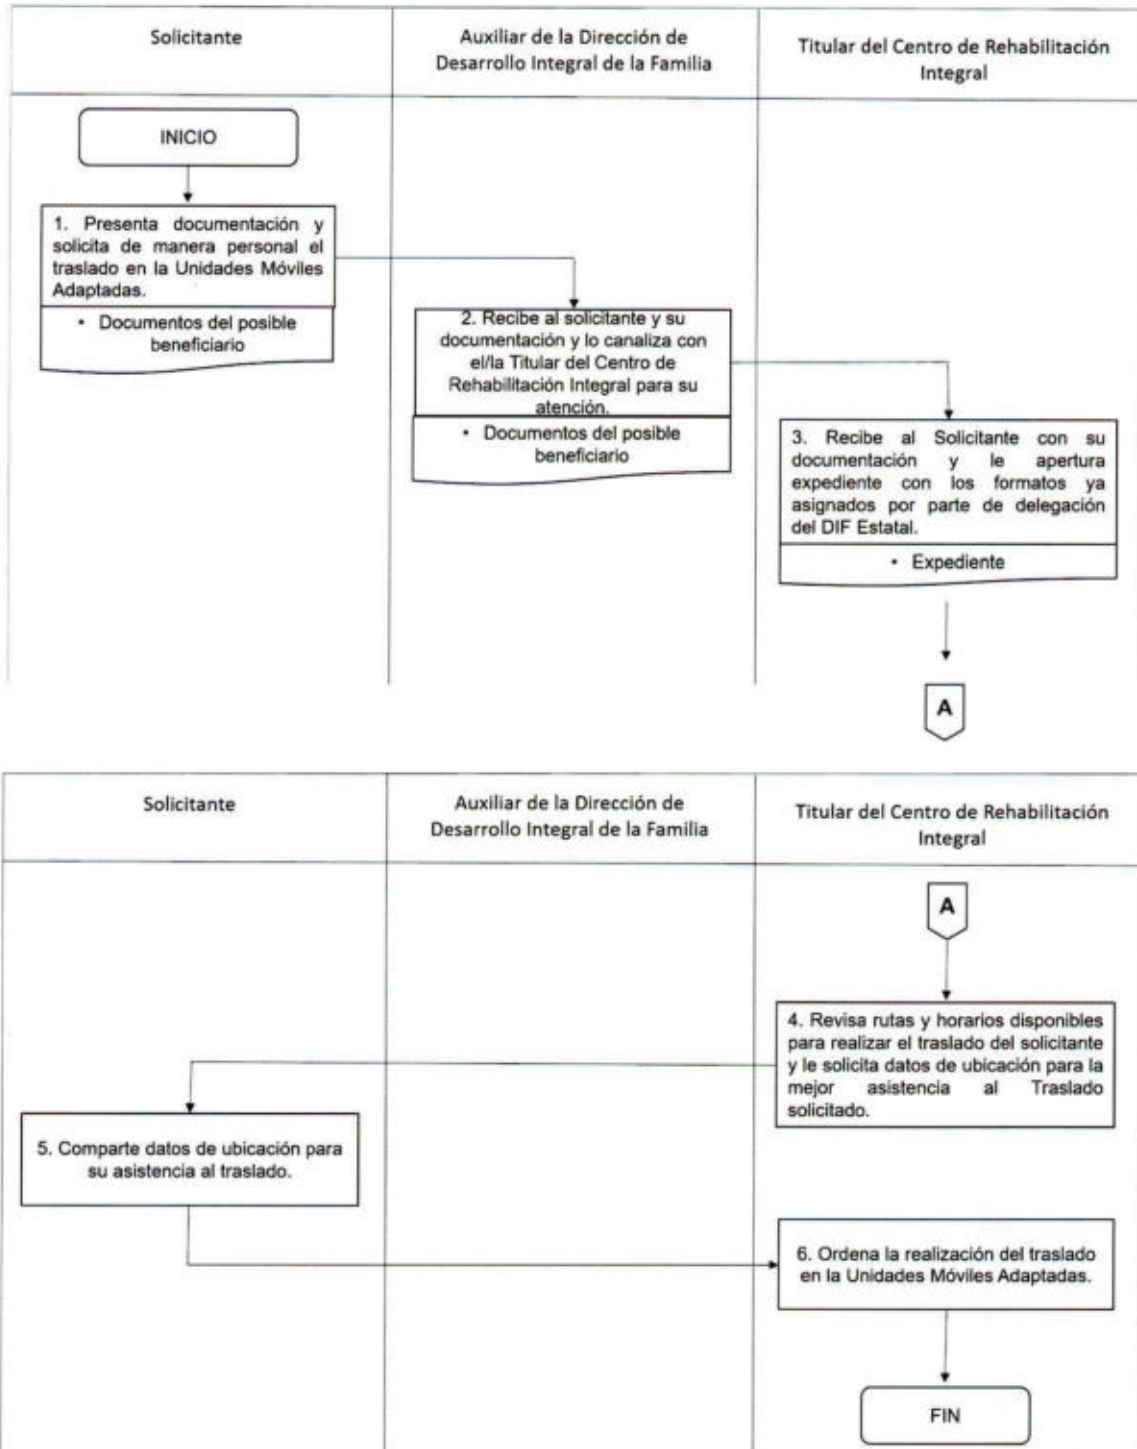 Solicitante
Auxiliar de la Dirección de
Desarrollo Integral de la Familia
Titular del Centro de Rehabilitación
Integral
INICIO
1. Presenta documentación y
solicita de manera personal el
traslado en la Unidades Móviles
Adaptadas.
• Documentos del posible
beneficiario
2. Recibe al solicitante y su
documentación y lo canaliza con
el/la Titular del Centro de
Rehabilitación Integral para su
atención.
• Documentos del posible
beneficiario
3. Recibe al Solicitante con su
documentación y le apertura
expediente con los formatos ya
asignados por parte de delegación
del DIF Estatal.
• Expediente
A
Solicitante
Auxiliar de la Dirección de
Desarrollo Integral de la Familia
Titular del Centro de Rehabilitación
Integral
A
4. Revisa rutas y horarios disponibles
para realizar el traslado del solicitante
y le solicita datos de ubicación para la
mejor asistencia al Traslado
solicitado.
5. Comparte datos de ubicación para
su asistencia al traslado.
6. Ordena la realización del traslado
en la Unidades Móviles Adaptadas.
FIN